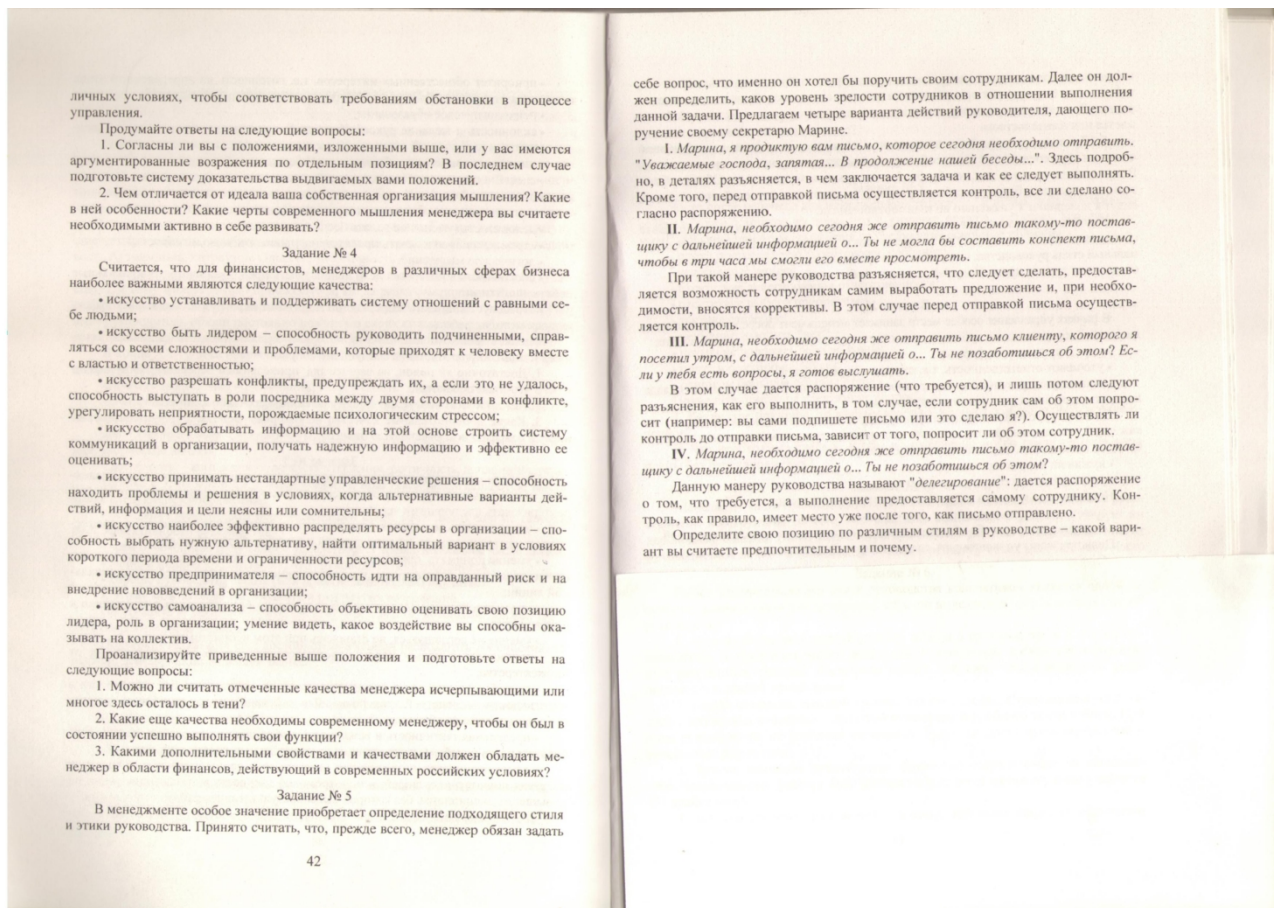 личных условиях, чтобы соответствовать требованиям обстановки в процессе
управления.
Продумайте ответы на следующие вопросы:
1. Согласны ли вы с положениями, изложенными выше, или у вас имеются
аргументированные возражения по отдельным позициям? В последнем случае
подготовьте систему доказательства выдвигаемых вами положений.
2. Чем отличается от идеала ваша собственная организация мышления? Какие
в ней особенности? Какие черты современного мышления менеджера вы считаете
необходимыми активно в себе развивать?
Задание № 4
Считается, что для финансистов, менеджеров в различных сферах бизнеса
наиболее важными являются следующие качества:
• искусство устанавливать и поддерживать систему отношений с равными се-
бе людьми;
• искусство быть лидером – способность руководить подчиненными, справ-
ляться со всеми сложностями и проблемами, которые приходят к человеку вместе
с властью и ответственностью;
• искусство разрешать конфликты, предупреждать их, а если это не удалось,
способность выступать в роли посредника между двумя сторонами в конфликте,
урегулировать неприятности, порождаемые психологическим стрессом;
• искусство обрабатывать информацию и на этой основе строить систему
коммуникаций в организации, получать надежную информацию и эффективно ее
оценивать;
• искусство принимать нестандартные управленческие решения – способность
находить проблемы и решения в условиях, когда альтернативные варианты дей-
ствий, информация и цели неясны или сомнительны;
• искусство наиболее эффективно распределять ресурсы в организации – спо-
собность выбрать нужную альтернативу, найти оптимальный вариант в условиях
короткого периода времени и ограниченности ресурсов;
• искусство предпринимателя – способность идти на оправданный риск и на
внедрение нововведений в организации;
• искусство самоанализа – способность объективно оценивать свою позицию
лидера, роль в организации; умение видеть, какое воздействие вы способны ока-
зывать на коллектив.
Проанализируйте приведенные выше положения и подготовьте ответы на
следующие вопросы:
1. Можно ли считать отмеченные качества менеджера исчерпывающими или
многое здесь осталось в тени?
2. Какие еще качества необходимы современному менеджеру, чтобы он был в
состоянии успешно выполнять свои функции?
3. Какими дополнительными свойствами и качествами должен обладать ме-
неджер в области финансов, действующий в современных российских условиях?
Задание № 5
В менеджменте особое значение приобретает определение подходящего стиля
и этики руководства. Принято считать, что, прежде всего, менеджер обязан задать
42
себе вопрос, что именно он хотел бы поручить своим сотрудникам. Далее он дол-
жен определить, каков уровень зрелости сотрудников в отношении выполнения
данной задачи. Предлагаем четыре варианта действий руководителя, дающего по-
ручение своему секретарю Марине.
I. Марина, я продиктую вам письмо, которое сегодня необходимо отправить.
"Уважаемые господа, запятая... В продолжение нашей беседы...". Здесь подроб-
но, в деталях разъясняется, в чем заключается задача и как ее следует выполнять.
Кроме того, перед отправкой письма осуществляется контроль, все ли сделано со-
гласно распоряжению.
II. Марина, необходимо сегодня же отправить письмо такому-то постав-
щику с дальнейшей информацией о... Ты не могла бы составить конспект письма,
чтобы в три часа мы смогли его вместе просмотреть.
При такой манере руководства разъясняется, что следует сделать, предостав-
ляется возможность сотрудникам самим выработать предложение и, при необхо-
димости, вносятся коррективы. В этом случае перед отправкой письма осуществ-
ляется контроль.
III. Марина, необходимо сегодня же отправить письмо клиенту, которого я
посетил утром, с дальнейшей информацией о... Ты не позаботишься об этом? Ес-
ли у тебя есть вопросы, я готов выслушать.
В этом случае дается распоряжение (что требуется), и лишь потом следуют
разъяснения, как его выполнить, в том случае, если сотрудник сам об этом попро-
сит (например: вы сами подпишете письмо или это сделаю я?). Осуществлять ли
контроль до отправки письма, зависит от того, попросит ли об этом сотрудник.
IV. Марина, необходимо сегодня же отправить письмо такому-то постав-
щику с дальнейшей информацией о... Ты не позаботишься об этом?
Данную манеру руководства называют "делегирование": дается распоряжение
о том, что требуется, а выполнение предоставляется самому сотруднику. Кон-
троль, как правило, имеет место уже после того, как письмо отправлено.
Определите свою позицию по различным стилям в руководстве – какой вари-
ант вы считаете предпочтительным и почему.